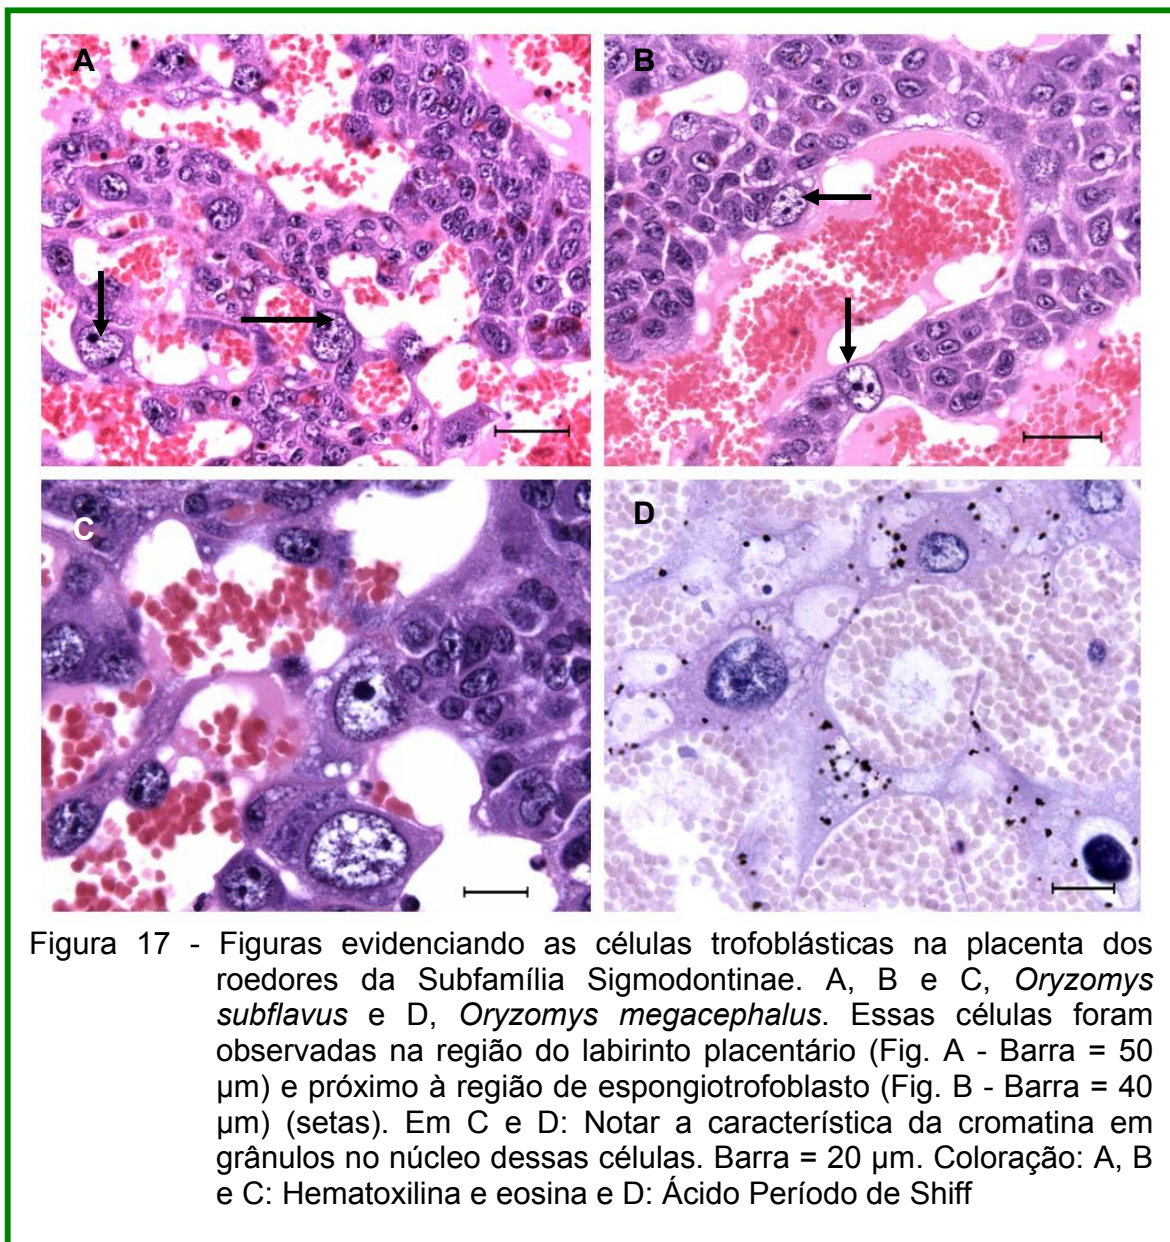 A
B
C
D
Figura 17 - Figuras evidenciando as células trofoblásticas na placenta dos
roedores da Subfamília Sigmodontinae. A, B e C, Oryzomys
subflavus e D, Oryzomys megacephalus. Essas células foram
observadas na região do labirinto placentário (Fig. A - Barra = 50
µm) e próximo à região de espongiotrofoblasto (Fig. B - Barra = 40
µm) (setas). Em C e D: Notar a característica da cromatina em
grânulos no núcleo dessas células. Barra = 20 µm. Coloração: A, B
e C: Hematoxilina e eosina e D: Ácido Período de Shiff